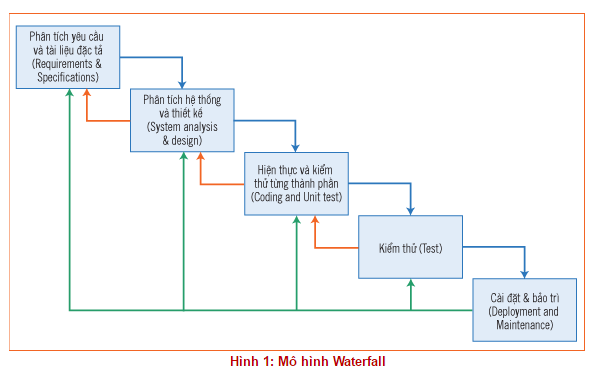 Phân tích yêu cầu
và tài liệu đặc tả
(Requirements &
Specifications)
Phân tích hệ thống
và thiết kế
(System analysis
& design)
Hiện thực và kiểm
thử từng thành phần
(Coding and Unit test)
Kiểm thử (Test)
Cài đặt & bảo trì
(Deployment and
Maintenance)
Hình 1: Mô hình Waterfall